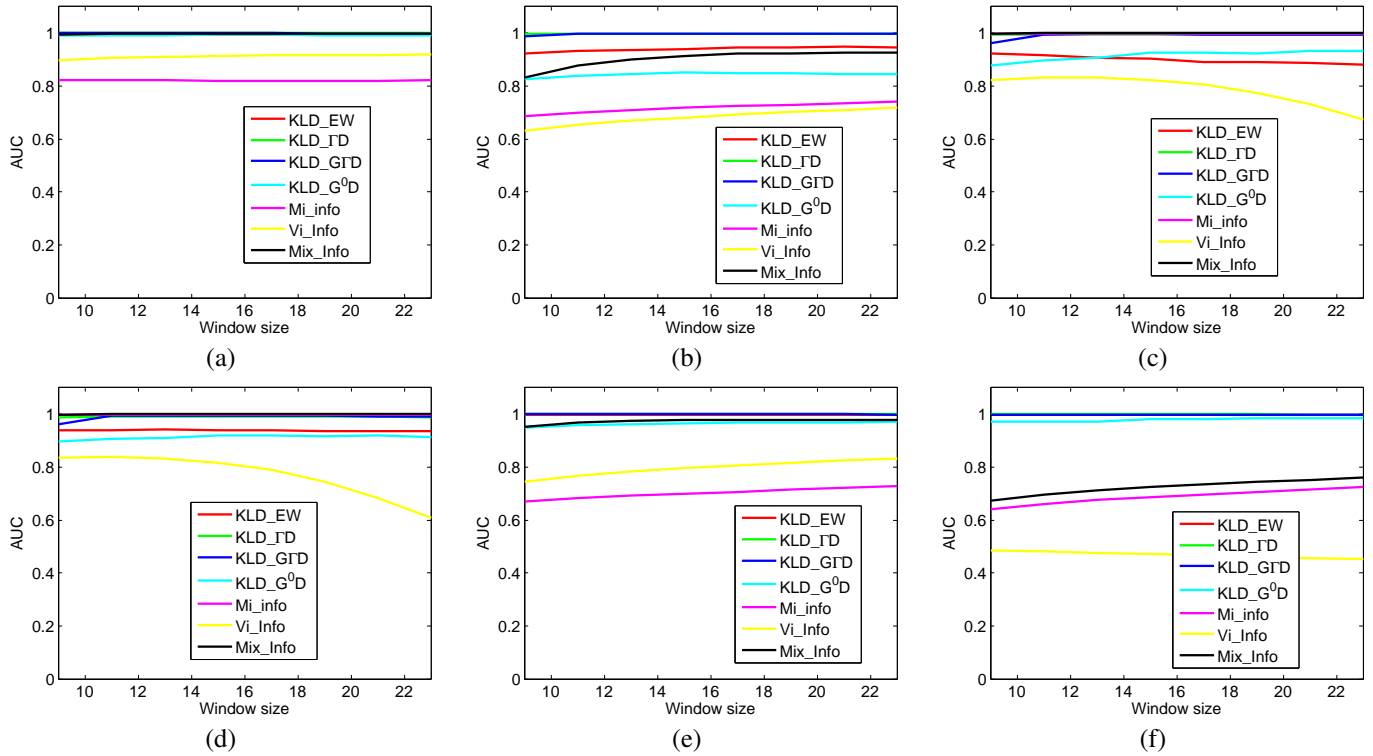 1
0.8
0.6
0.4
0.2
0
AUC
10 12 14 16 18 20 22
Window size
KLD_EW
KLD_ΓD
KLD_GΓD
KLD_G⁰D
Mi_info
Vi_Info
Mix_Info
(a)
1
0.8
0.6
0.4
0.2
0
AUC
10 12 14 16 18 20 22
Window size
KLD_EW
KLD_ΓD
KLD_GΓD
KLD_G⁰D
Mi_info
Vi_Info
Mix_Info
(b)
1
0.8
0.6
0.4
0.2
0
AUC
10 12 14 16 18 20 22
Window size
KLD_EW
KLD_ΓD
KLD_GΓD
KLD_G⁰D
Mi_info
Vi_Info
Mix_Info
(c)
1
0.8
0.6
0.4
0.2
0
AUC
10 12 14 16 18 20 22
Window size
KLD_EW
KLD_ΓD
KLD_GΓD
KLD_G⁰D
Mi_info
Vi_Info
Mix_Info
(d)
1
0.8
0.6
0.4
0.2
0
AUC
10 12 14 16 18 20 22
Window size
KLD_EW
KLD_ΓD
KLD_GΓD
KLD_G⁰D
Mi_info
Vi_Info
Mix_Info
(e)
1
0.8
0.6
0.4
0.2
0
AUC
10 12 14 16 18 20 22
Window size
KLD_EW
KLD_ΓD
KLD_GΓD
KLD_G⁰D
Mi_info
Vi_Info
Mix_Info
(f)